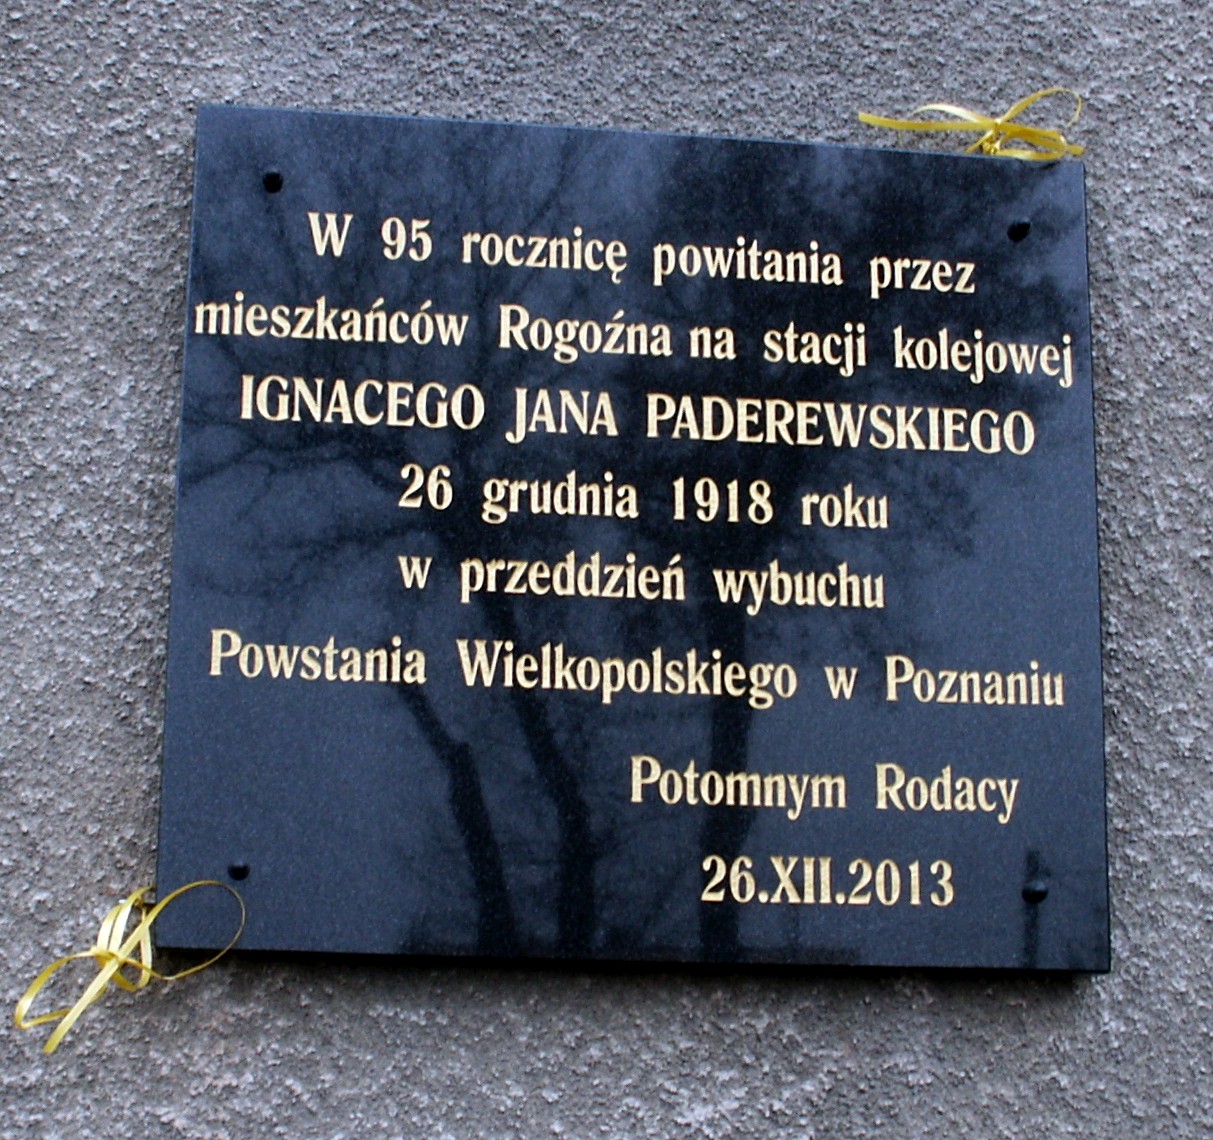 W 95 rocznicę powitania przez
mieszkańców Rogoźna na stacji kolejowej
IGNACEGO JANA PADEREWSKIEGO
26 grudnia 1918 roku
w przeddzień wybuchu
Powstania Wielkopolskiego w Poznaniu
Potomnym Rodacy
26.XII.2013